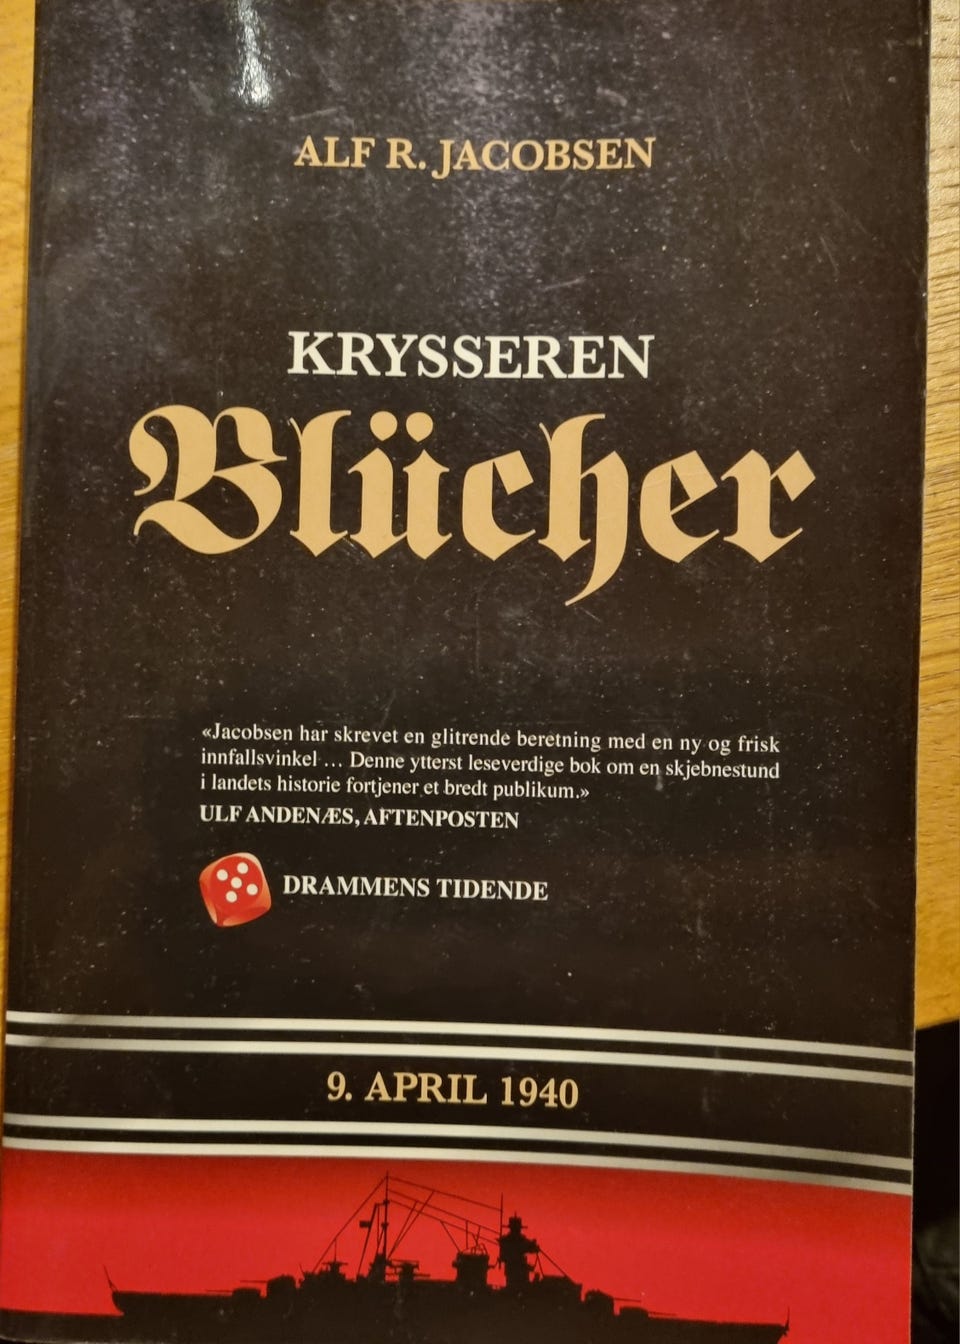 ALF R. JACOBSEN
KRYSSEREN
Blücher
«Jacobsen har skrevet en glitrende beretning med en ny og frisk
innfallsvinkel … Denne ytterst leseverdige bok om en skjebnestund
i landets historie fortjener et bredt publikum.»
ULF ANDENÆS, AFTENPOSTEN
DRAMMENS TIDENDE
9. APRIL 1940